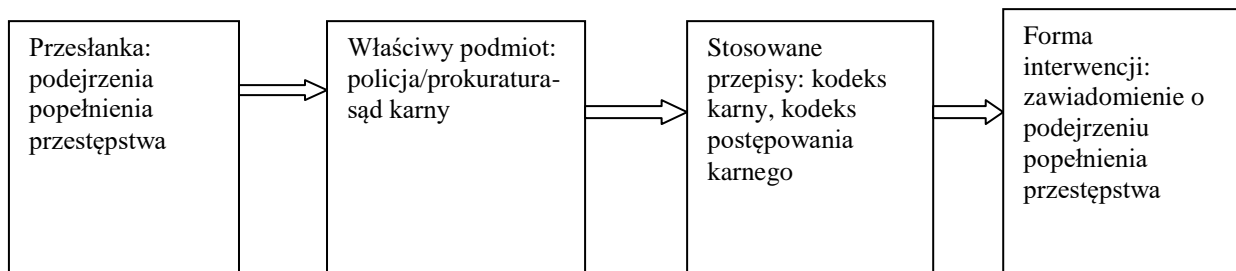 Przesłanka:
podejrzenia
popełnienia
przestępstwa
Właściwy podmiot:
policja/prokuratura-
sąd karny
Stosowane
przepisy: kodeks
karny, kodeks
postępowania
karnego
Forma
interwencji:
zawiadomienie o
podejrzeniu
popełnienia
przestępstwa